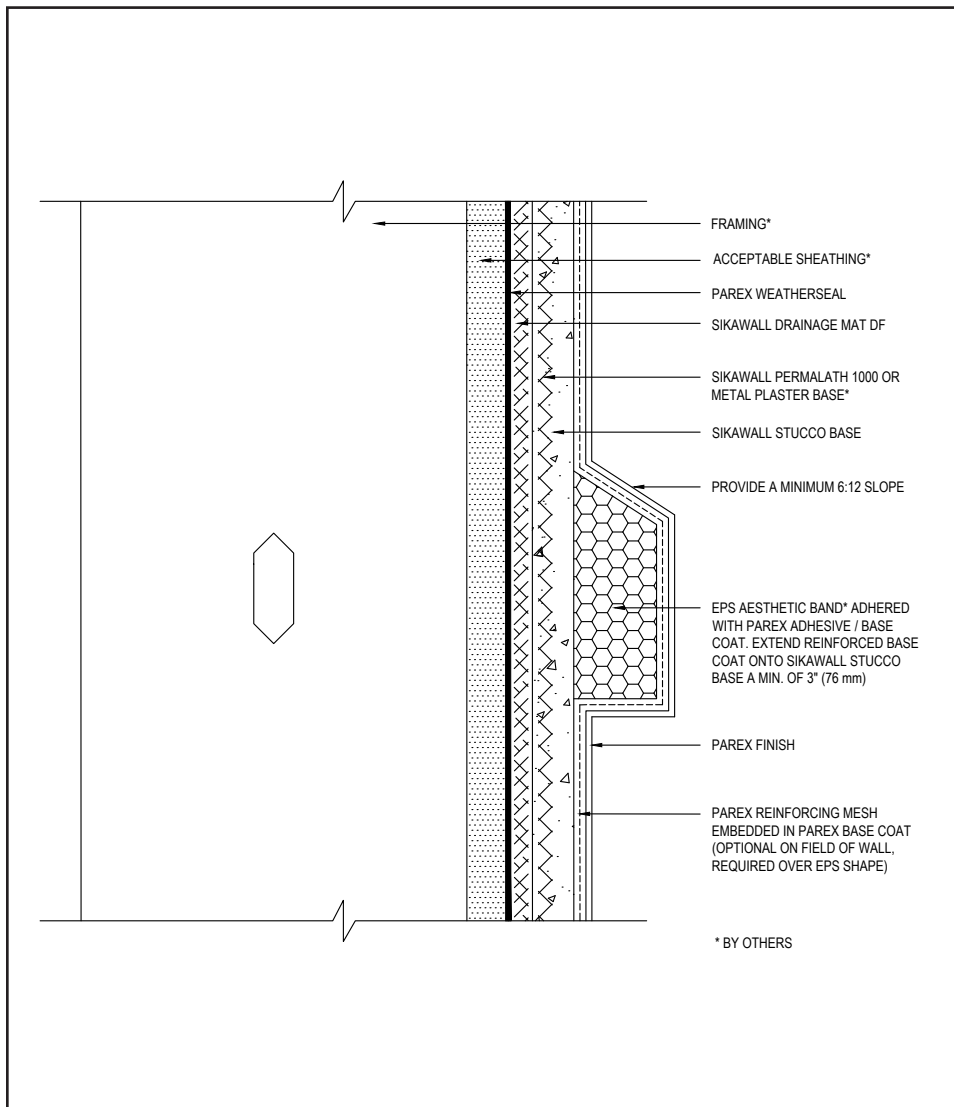 FRAMING*
ACCEPTABLE SHEATHING*
PAREX WEATHERSEAL
SIKAWALL DRAINAGE MAT DF
SIKAWALL PERMALATH 1000 OR
METAL PLASTER BASE*
SIKAWALL STUCCO BASE
PROVIDE A MINIMUM 6:12 SLOPE
EPS AESTHETIC BAND* ADHERED
WITH PAREX ADHESIVE / BASE
COAT. EXTEND REINFORCED BASE
COAT ONTO SIKAWALL STUCCO
BASE A MIN. OF 3" (76 mm)
PAREX FINISH
PAREX REINFORCING MESH
EMBEDDED IN PAREX BASE COAT
(OPTIONAL ON FIELD OF WALL,
REQUIRED OVER EPS SHAPE)
* BY OTHERS